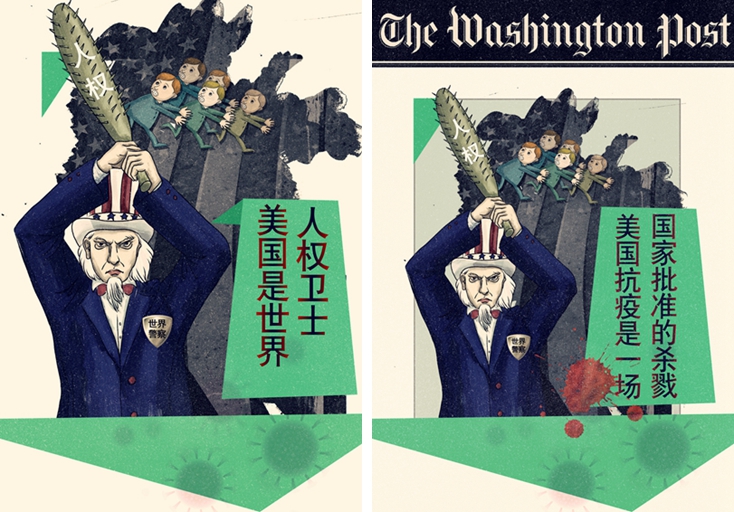 人权
世界
警察
美国是世界
人权卫士
The Washington Post
人权
世界
警察
美国抗疫是一场
国家批准的杀戮